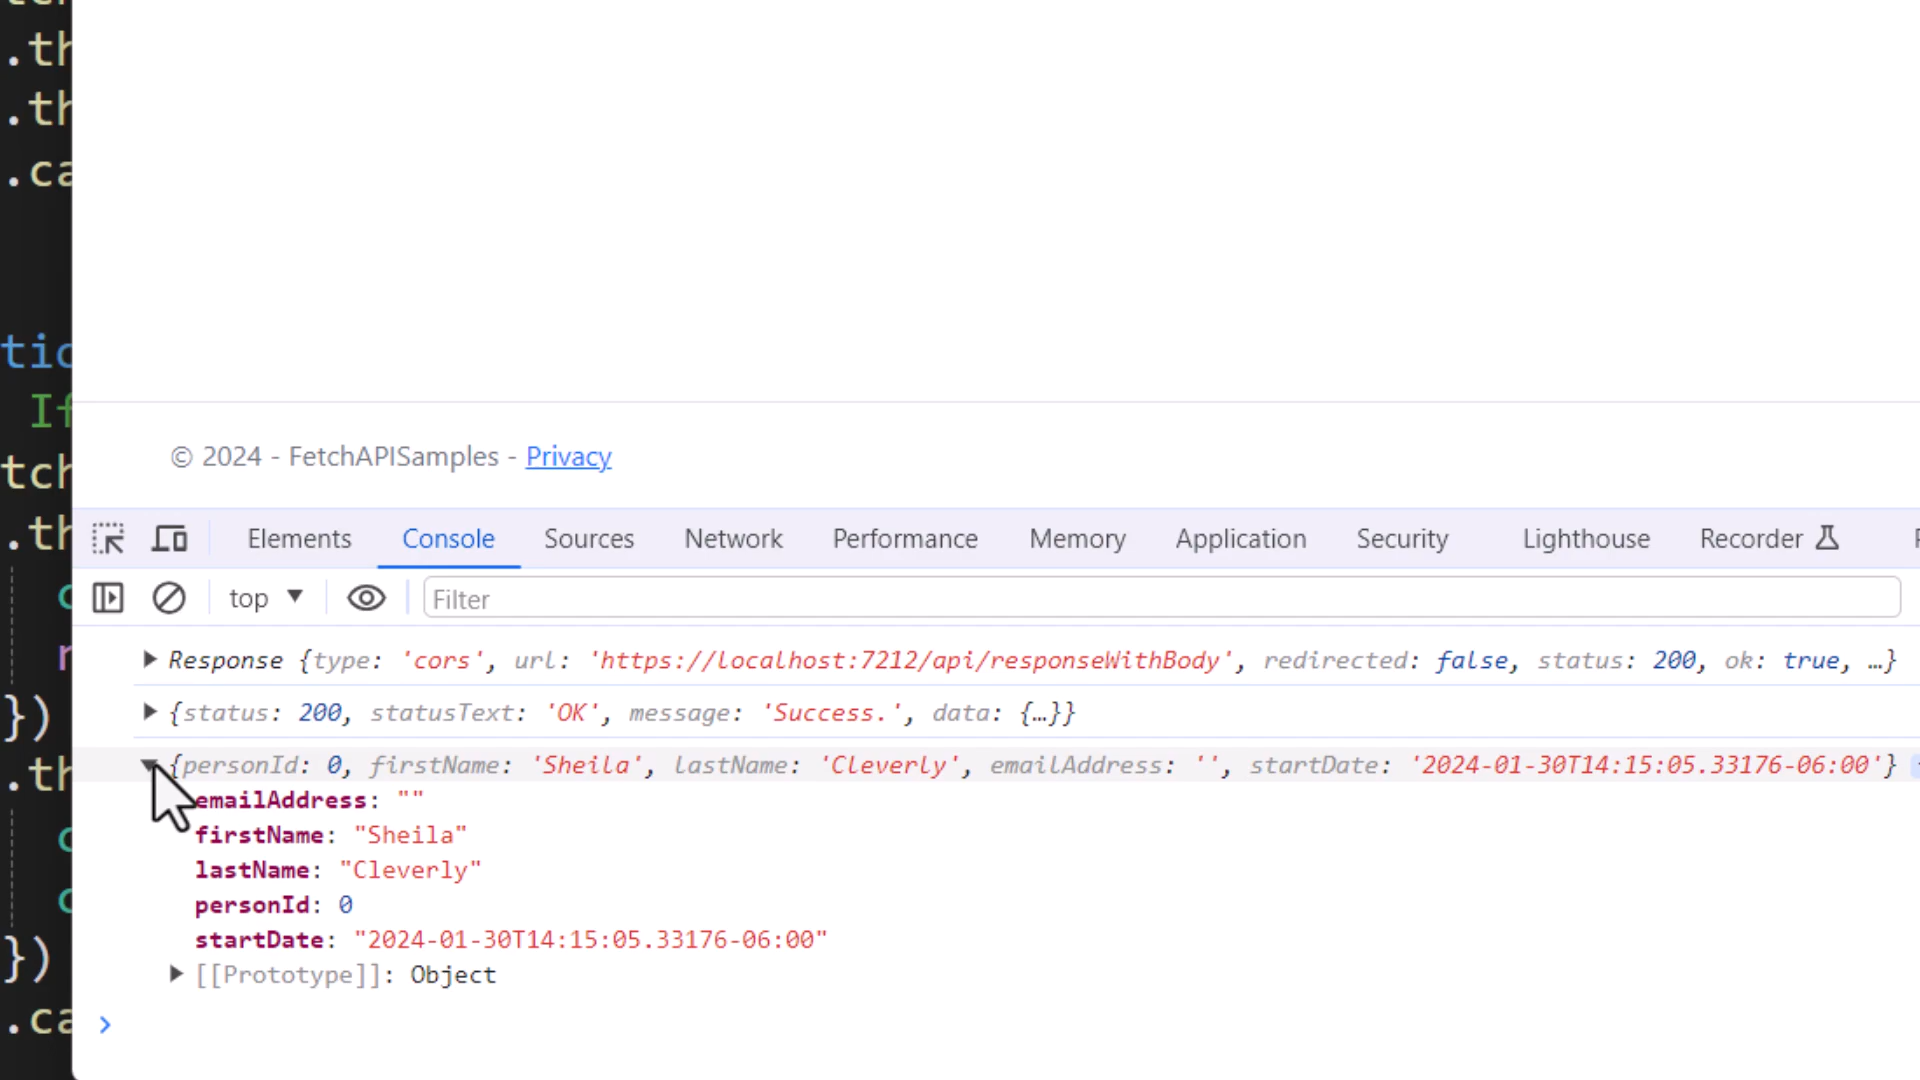 .th
.th
.ca
tic
If
tch
.th
})
.th
})
.ca
© 2024 - FetchAPISamples - Privacy
Elements Console Sources Network Performance Memory Application Security Lighthouse Recorder
top Filter
Response {type: 'cors', url: 'https://localhost:7212/api/responseWithBody', redirected: false, status: 200, ok: true, …}
{status: 200, statusText: 'OK', message: 'Success.', data: {…}}
{personId: 0, firstName: 'Sheila', lastName: 'Cleverly', emailAddress: '', startDate: '2024-01-30T14:15:05.33176-06:00'}
emailAddress: ""
firstName: "Sheila"
lastName: "Cleverly"
personId: 0
startDate: "2024-01-30T14:15:05.33176-06:00"
[[Prototype]]: Object